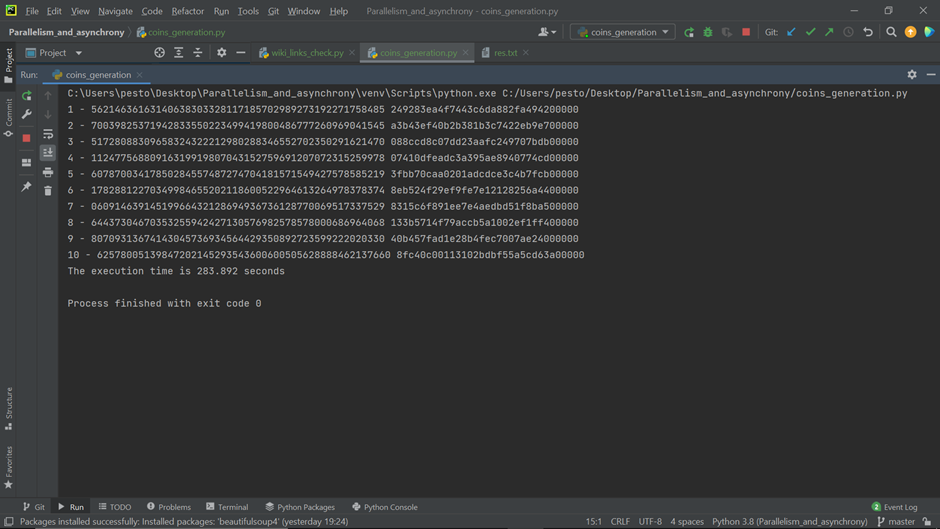 File Edit View Navigate Code Refactor Run Tools Git Window Help Parallelism_and_asynchrony - coins_generation.py
Parallelism_and_asynchrony coins_generation.py coins_generation Git:
Project wiki_links_check.py coins_generation.py res.txt
Run: coins_generation
C:\Users\pesto\Desktop\Parallelism_and_asynchrony\venv\Scripts\python.exe C:/Users/pesto/Desktop/Parallelism_and_asynchrony/coins_generation.py
1 - 56214636163140638303328117185702989273192271758485 249283ea4f7443c6da882fa494200000
2 - 70039825371942833550223499419800486777260969041545 a3b43ef40b2b381b3c7422eb9e700000
3 - 51728088309658324322212980288346552702350291621470 088ccd8c07dd23aafc249707bdb00000
4 - 11247756880916319919807043152759691207072315259978 07410dfeadc3a395ae8940774cd00000
5 - 60787003417850284557487274704181571549427578585219 3fbb70caa0201adcdce3c4b7fcb00000
6 - 17828812270349984655202118600522964613264978378374 8eb524f29ef9fe7e12128256a4400000
7 - 06091463914519966432128694936736128770069517337529 8315c6f891ee7e4aedbd51f8ba500000
8 - 64437304670353255942427130576982578578000686964068 133b5714f79accb5a1002ef1ff400000
9 - 80709313674143045736934564429350892723599222020330 40b457fad1e28b4fec7007ae24000000
10 - 62578005139847202145293543600600505628888462137660 8fc40c00113102bdbf55a5cd63a00000
The execution time is 283.892 seconds
Process finished with exit code 0
Project
Commit
Structure
Favorites
Git Run TODO Problems Terminal Python Packages Python Console 2 Event Log
Packages installed successfully: Installed packages: 'beautifulsoup4' (yesterday 19:24) 15:1 CRLF UTF-8 4 spaces Python 3.8 (Parallelism_and_asynchrony) master